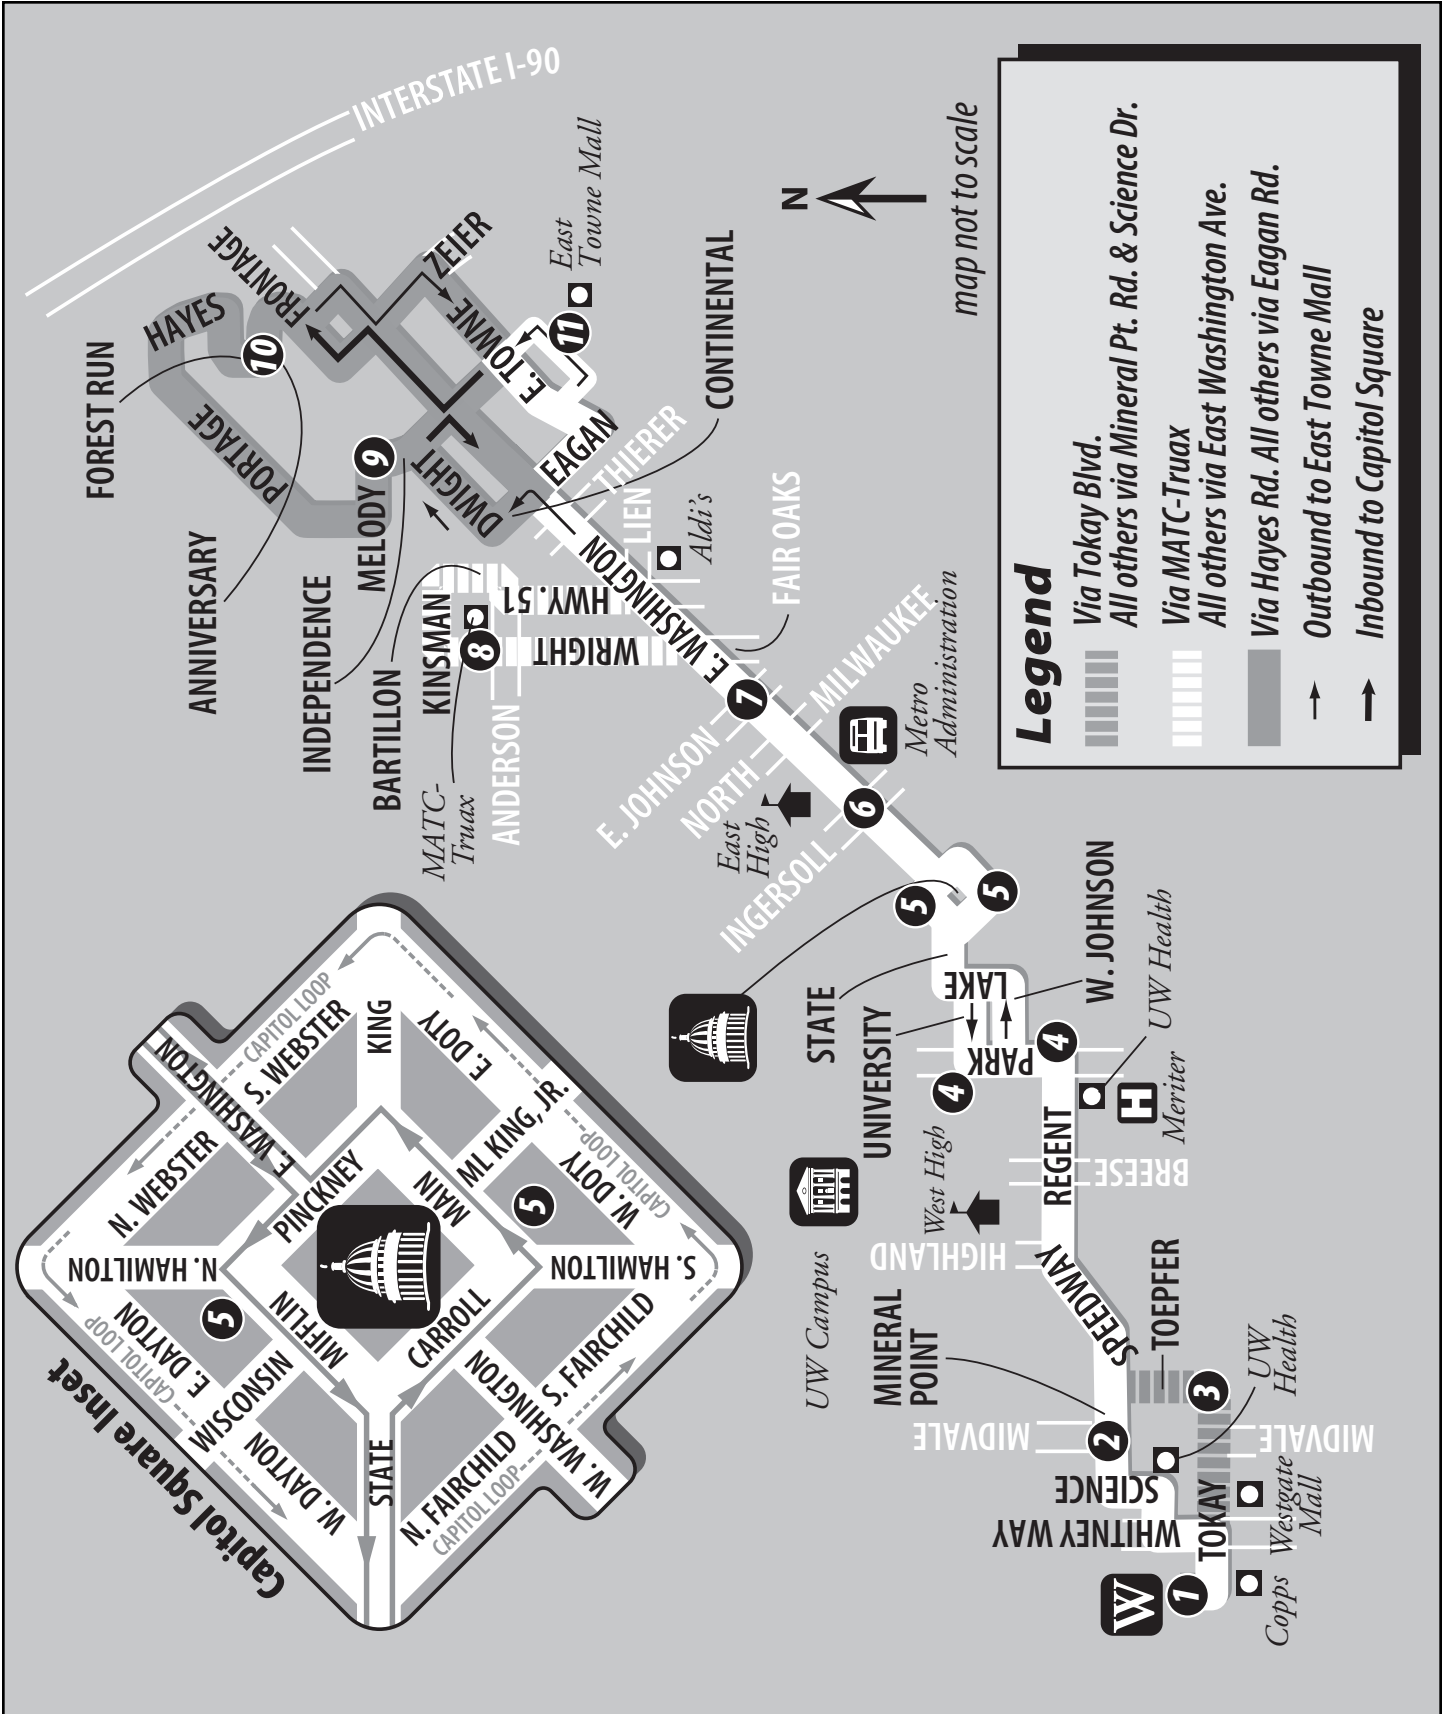 Capitol Square Inset
CAPITOL LOOP
E. DAYTON
N. HAMILTON
N. WEBSTER
E. WASHINGTON
S. WEBSTER
CAPITOL LOOP
WISCONSIN
5
MIFFLIN
PINCKNEY
KING
W. DAYTON
STATE
CARROLL
MAIN
E. DOTY
ML KING, JR.
5
N. FAIRCHILD
CAPITOL LOOP
W. WASHINGTON
S. FAIRCHILD
S. HAMILTON
W. DOTY
CAPITOL LOOP
INTERSTATE I-90
FOREST RUN
ANNIVERSARY
INDEPENDENCE
BARTILLON
KINSMAN
MATC-
Truax
ANDERSON
HAYES
PORTAGE
10
FRONTAGE
MELODY
9
DWIGHT
ZEIER
E. TOWNE
11
East
Towne Mall
EAGAN
CONTINENTAL
THIERER
LIEN
Aldi's
HWY. 51
8
WRIGHT
E. WASHINGTON
FAIR OAKS
7
MILWAUKEE
E. JOHNSON
NORTH
Metro
Administration
East
High
6
INGERSOLL
5
5
STATE
LAKE
W. JOHNSON
UNIVERSITY
PARK
4
4
UW Health
H
Meriter
UW Campus
West High
REGENT
BREESE
HIGHLAND
SPEEDWAY
MINERAL
POINT
TOEPFER
MIDVALE
2
3
UW
Health
MIDVALE
SCIENCE
WHITNEY WAY
TOKAY
Westgate
Mall
W
1
Copps
N
map not to scale
Legend
Via Tokay Blvd.
All others via Mineral Pt. Rd. & Science Dr.
Via MATC-Truax
All others via East Washington Ave.
Via Hayes Rd. All others via Eagan Rd.
Outbound to East Towne Mall
Inbound to Capitol Square